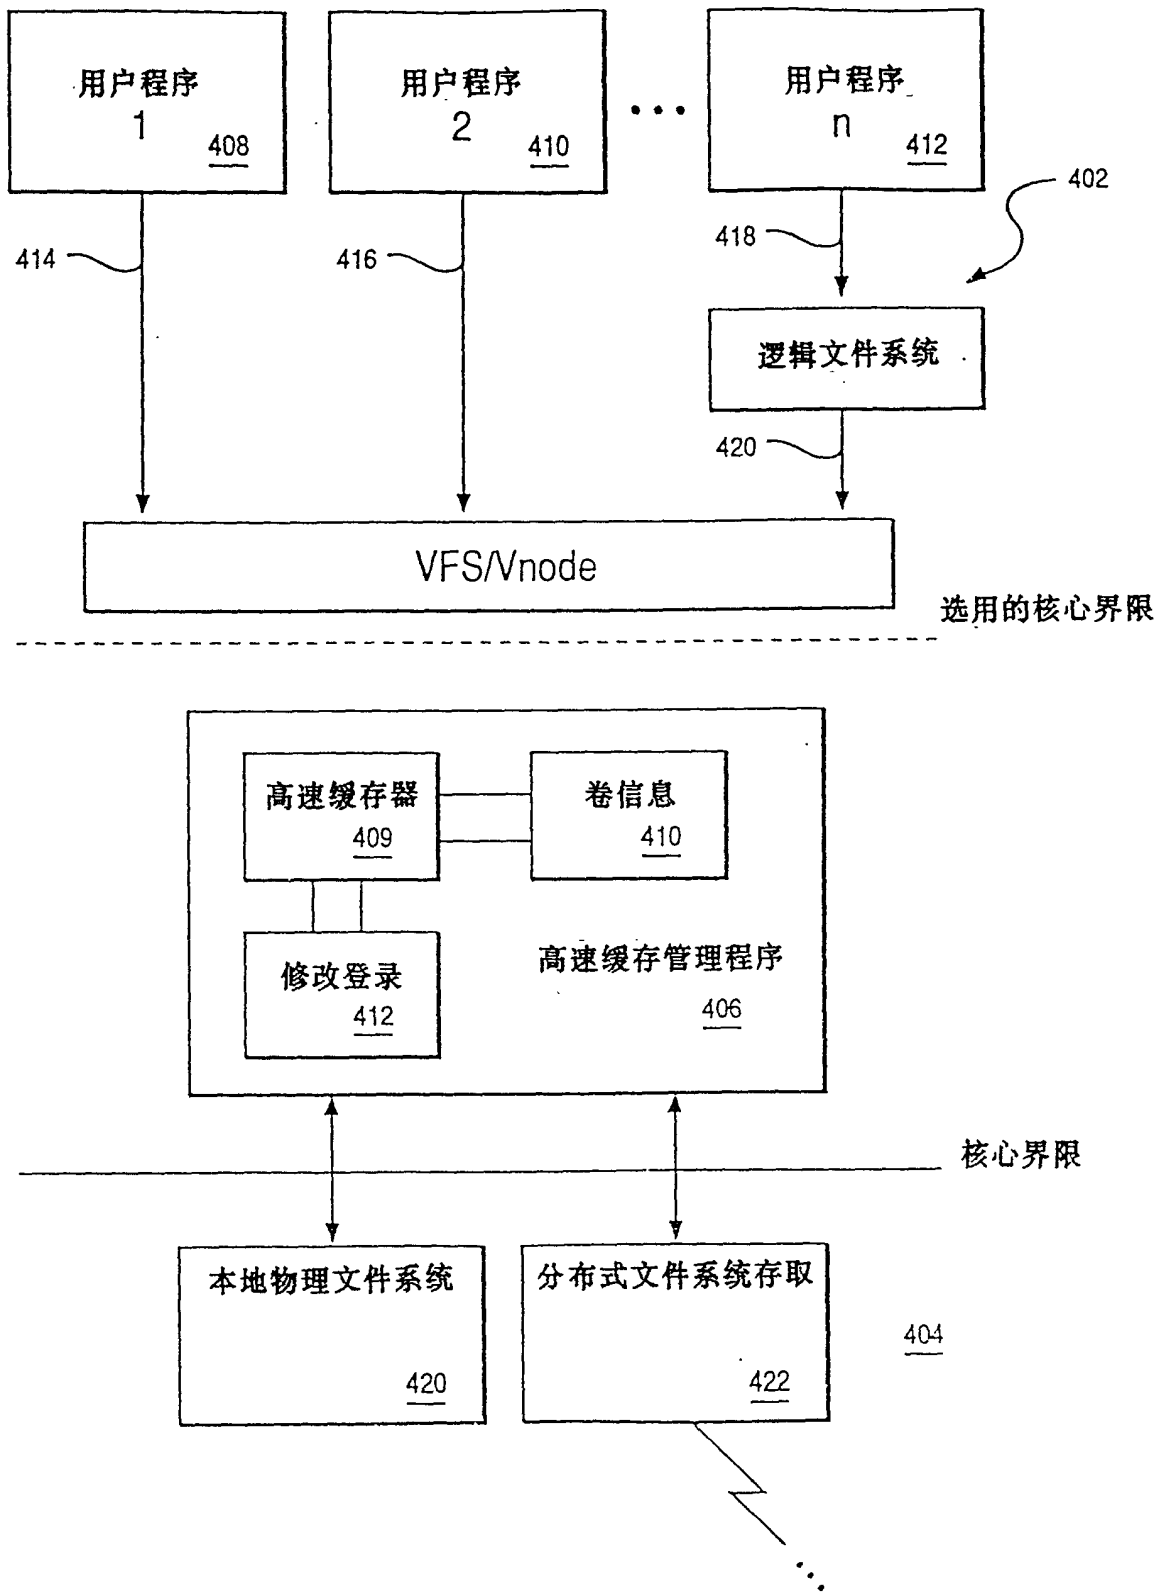 用户程序
1
408
用户程序
2
410
•••
用户程序
n
412
402
414
416
418
逻辑文件系统
420
VFS/Vnode
选用的核心界限
高速缓存器
409
卷信息
410
修改登录
412
高速缓存管理程序
406
核心界限
本地物理文件系统
420
分布式文件系统存取
422
404